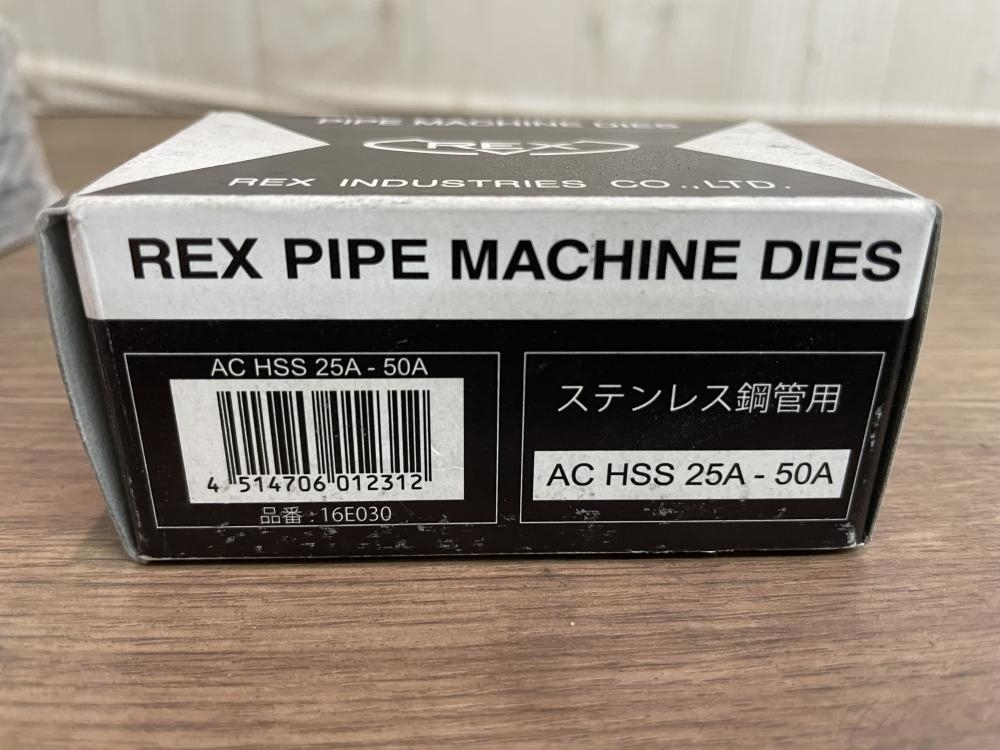 PIPE MACHINE DIES
REX
REX INDUSTRIES CO.,LTD.
REX PIPE MACHINE DIES
AC HSS 25A - 50A
4 514706 012312
品番 : 16E030
ステンレス鋼管用
AC HSS 25A - 50A